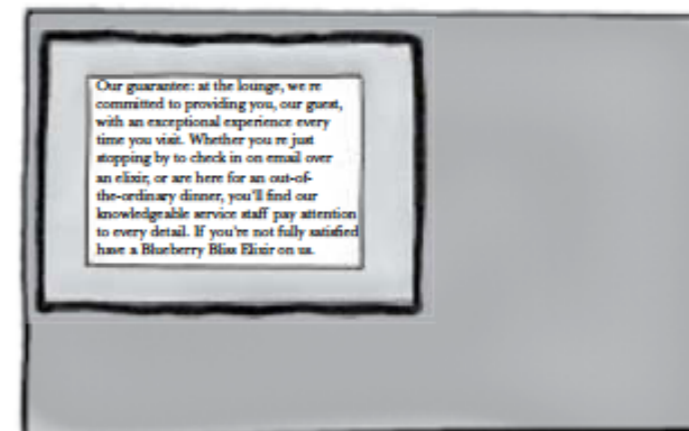 Our guarantee: at the lounge, we re
committed to providing you, our guest,
with an exceptional experience every
time you visit. Whether you re just
stopping by to check in on email over
an elixir, or are here for an out-of-
the-ordinary dinner, you'll find our
knowledgeable service staff pay attention
to every detail. If you're not fully satisfied
have a Blueberry Bliss Elixir on us.